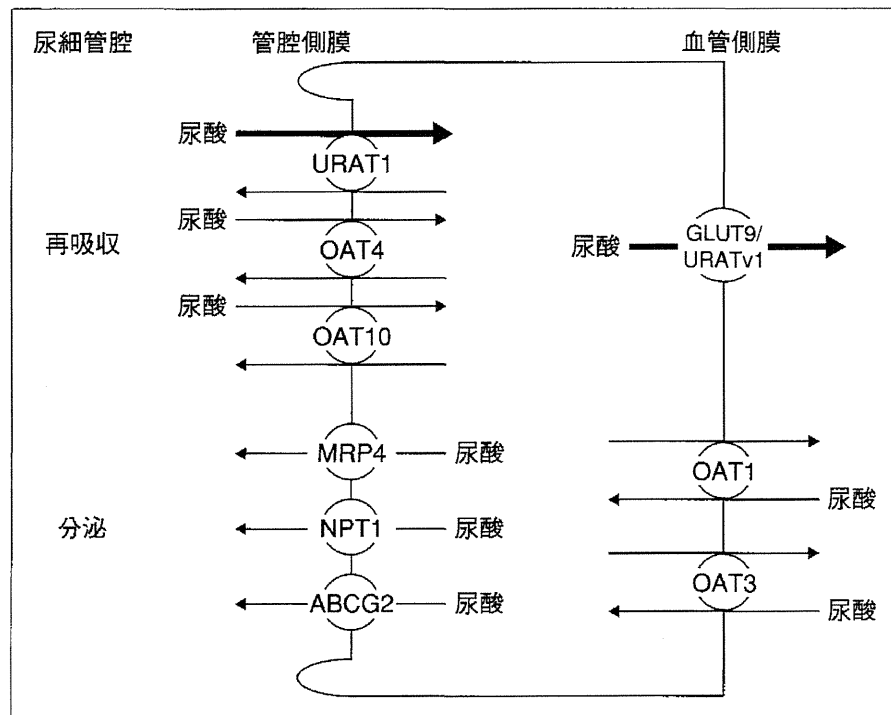 尿細管腔
管腔側膜
血管側膜
尿酸
URAT1
尿酸
再吸収
OAT4
尿酸
GLUT9/
URATv1
尿酸
OAT10
MRP4
尿酸
OAT1
尿酸
分泌
NPT1
尿酸
OAT3
ABCG2
尿酸
尿酸